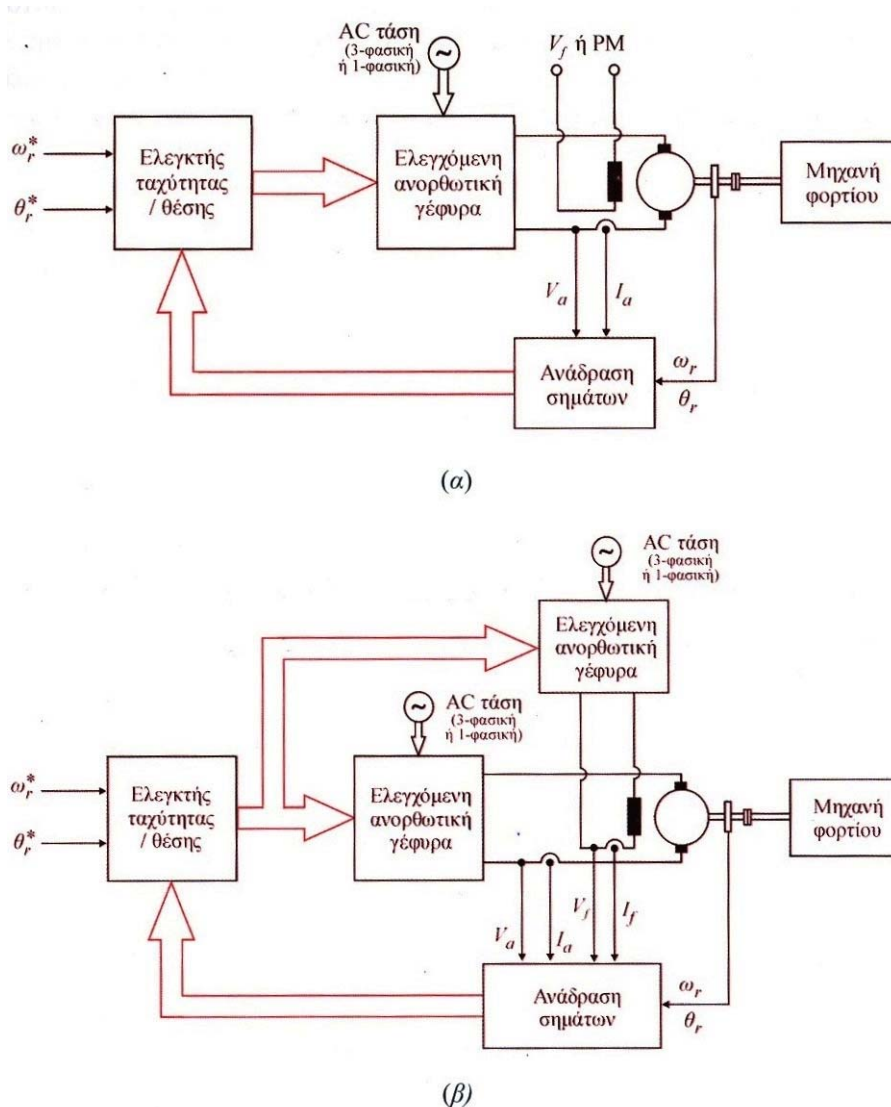 AC τάση
(3-φασική
ή 1-φασική)
~
V_f ή PM
ω_r*
θ_r*
Ελεγκτής
ταχύτητας
/ θέσης
Ελεγχόμενη
ανορθωτική
γέφυρα
Μηχανή
φορτίου
V_a
I_a
Ανάδραση
σημάτων
ω_r
θ_r
(α)
~
AC τάση
(3-φασική
ή 1-φασική)
Ελεγχόμενη
ανορθωτική
γέφυρα
~
AC τάση
(3-φασική
ή 1-φασική)
ω_r*
θ_r*
Ελεγκτής
ταχύτητας
/ θέσης
Ελεγχόμενη
ανορθωτική
γέφυρα
Μηχανή
φορτίου
V_a
I_a
V_f
I_f
Ανάδραση
σημάτων
ω_r
θ_r
(β)